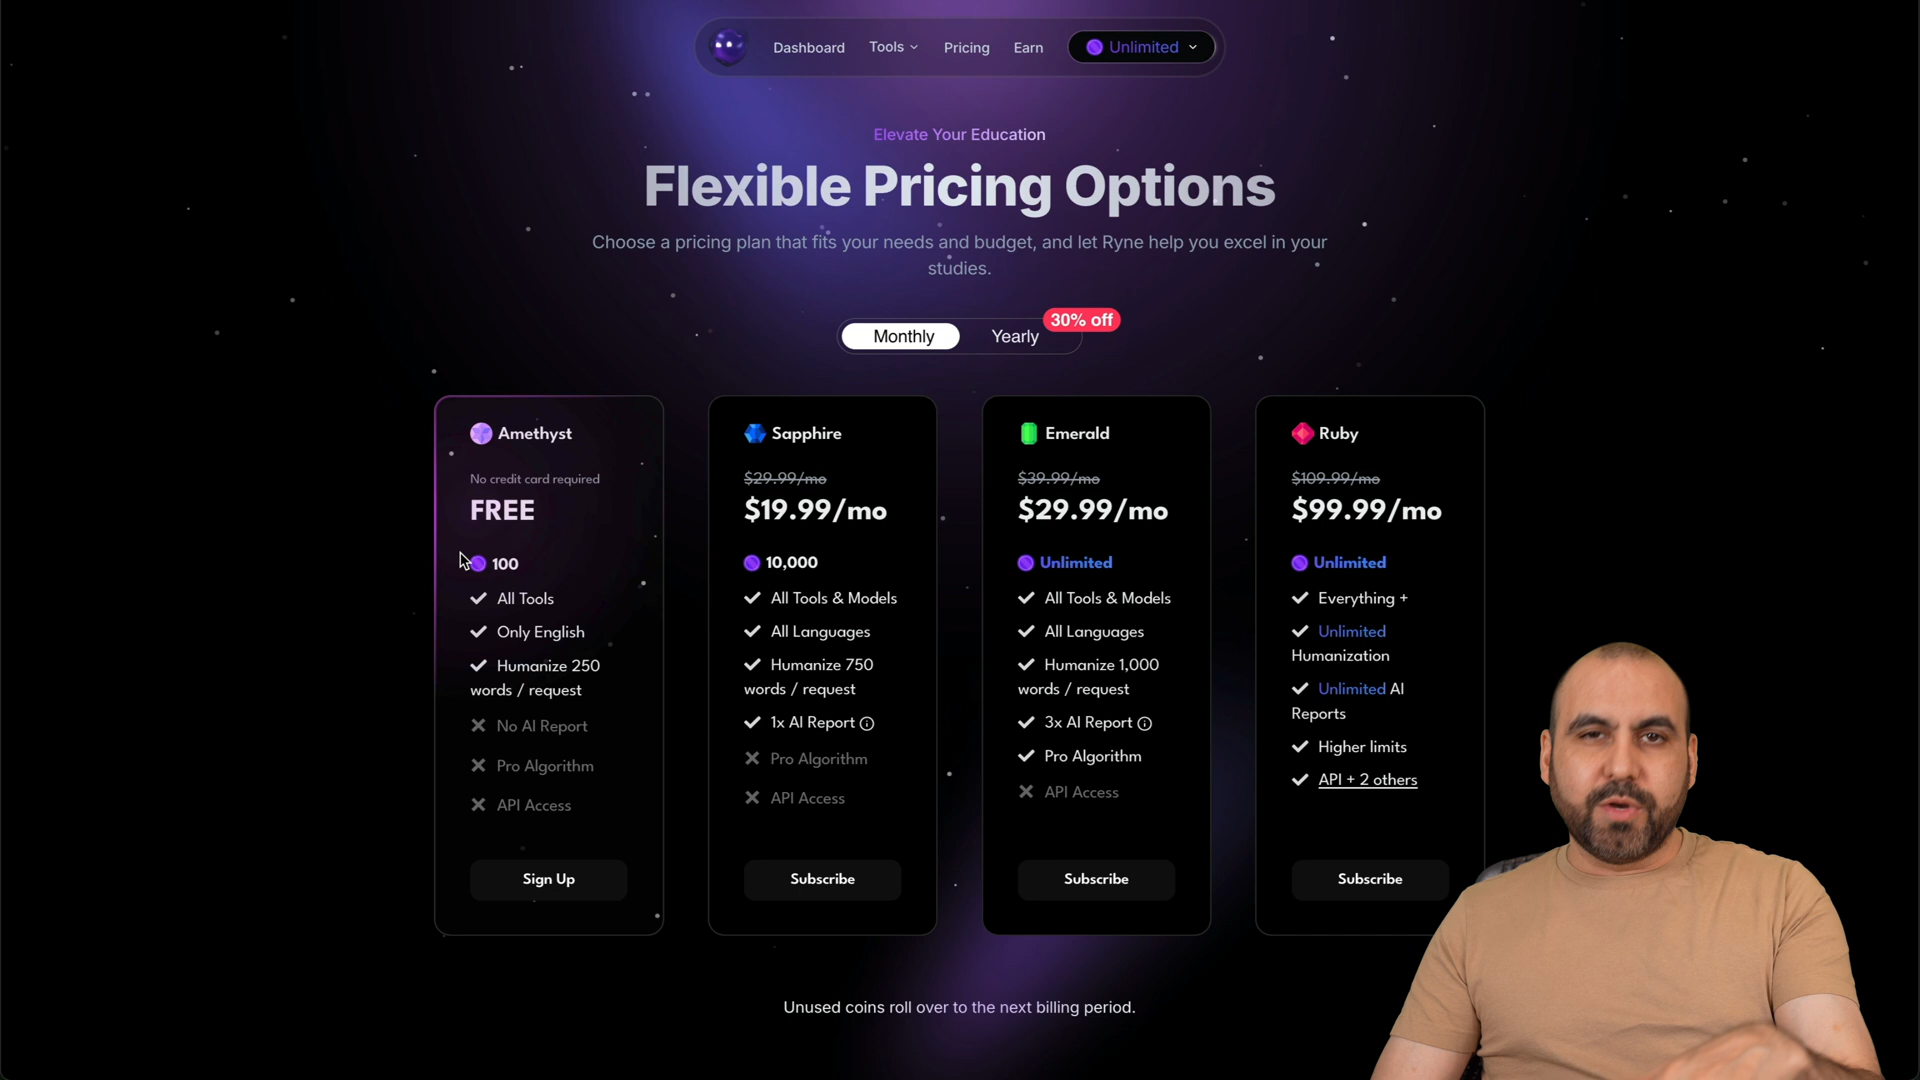 Dashboard
Tools
Pricing
Earn
Unlimited
Elevate Your Education
Flexible Pricing Options
Choose a pricing plan that fits your needs and budget, and let Ryne help you excel in your
studies.
Monthly
Yearly
30% off
Amethyst
No credit card required
FREE
100
All Tools
Only English
Humanize 250
words / request
No AI Report
Pro Algorithm
API Access
Sign Up
Sapphire
$29.99/mo
$19.99/mo
10,000
All Tools & Models
All Languages
Humanize 750
words / request
1x AI Report
Pro Algorithm
API Access
Subscribe
Emerald
$39.99/mo
$29.99/mo
Unlimited
All Tools & Models
All Languages
Humanize 1,000
words / request
3x AI Report
Pro Algorithm
API Access
Subscribe
Ruby
$109.99/mo
$99.99/mo
Unlimited
Everything +
Unlimited
Humanization
Unlimited AI
Reports
Higher limits
API + 2 others
Subscribe
Unused coins roll over to the next billing period.